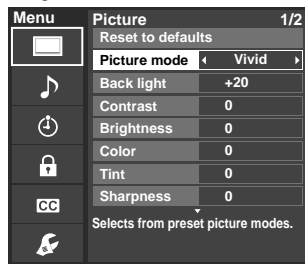 Menu
Picture 1/2
Reset to defaults
Picture mode Vivid
Back light +20
Contrast 0
Brightness 0
Color 0
Tint 0
Sharpness 0
CC
Selects from preset picture modes.